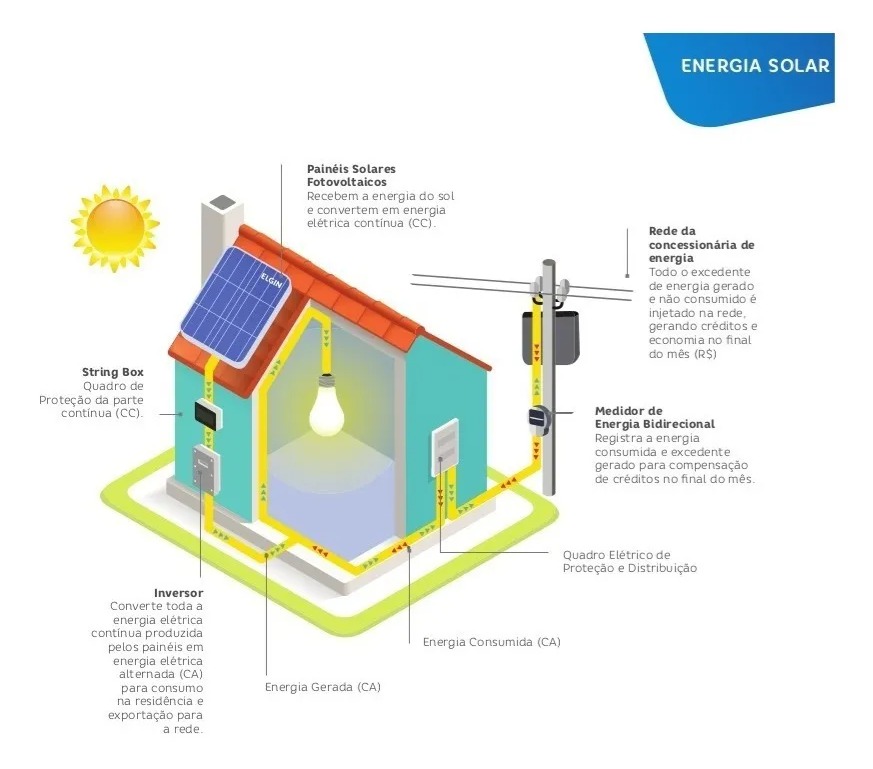 ENERGIA SOLAR
Painéis Solares
Fotovoltaicos
Recebem a energia do sol
e convertem em energia
elétrica contínua (CC).
ELGIN
Rede da
concessionária de
energia
Todo o excedente
de energia gerado
e não consumido é
injetado na rede,
gerando créditos e
economia no final
do mês (R$)
String Box
Quadro de
Proteção da parte
contínua (CC).
Medidor de
Energia Bidirecional
Registra a energia
consumida e excedente
gerado para compensação
de créditos no final do mês.
Quadro Elétrico de
Proteção e Distribuição
Inversor
Converte toda a
energia elétrica
contínua produzida
pelos painéis em
energia elétrica
alternada (CA)
para consumo
na residência e
exportação para
a rede.
Energia Consumida (CA)
Energia Gerada (CA)